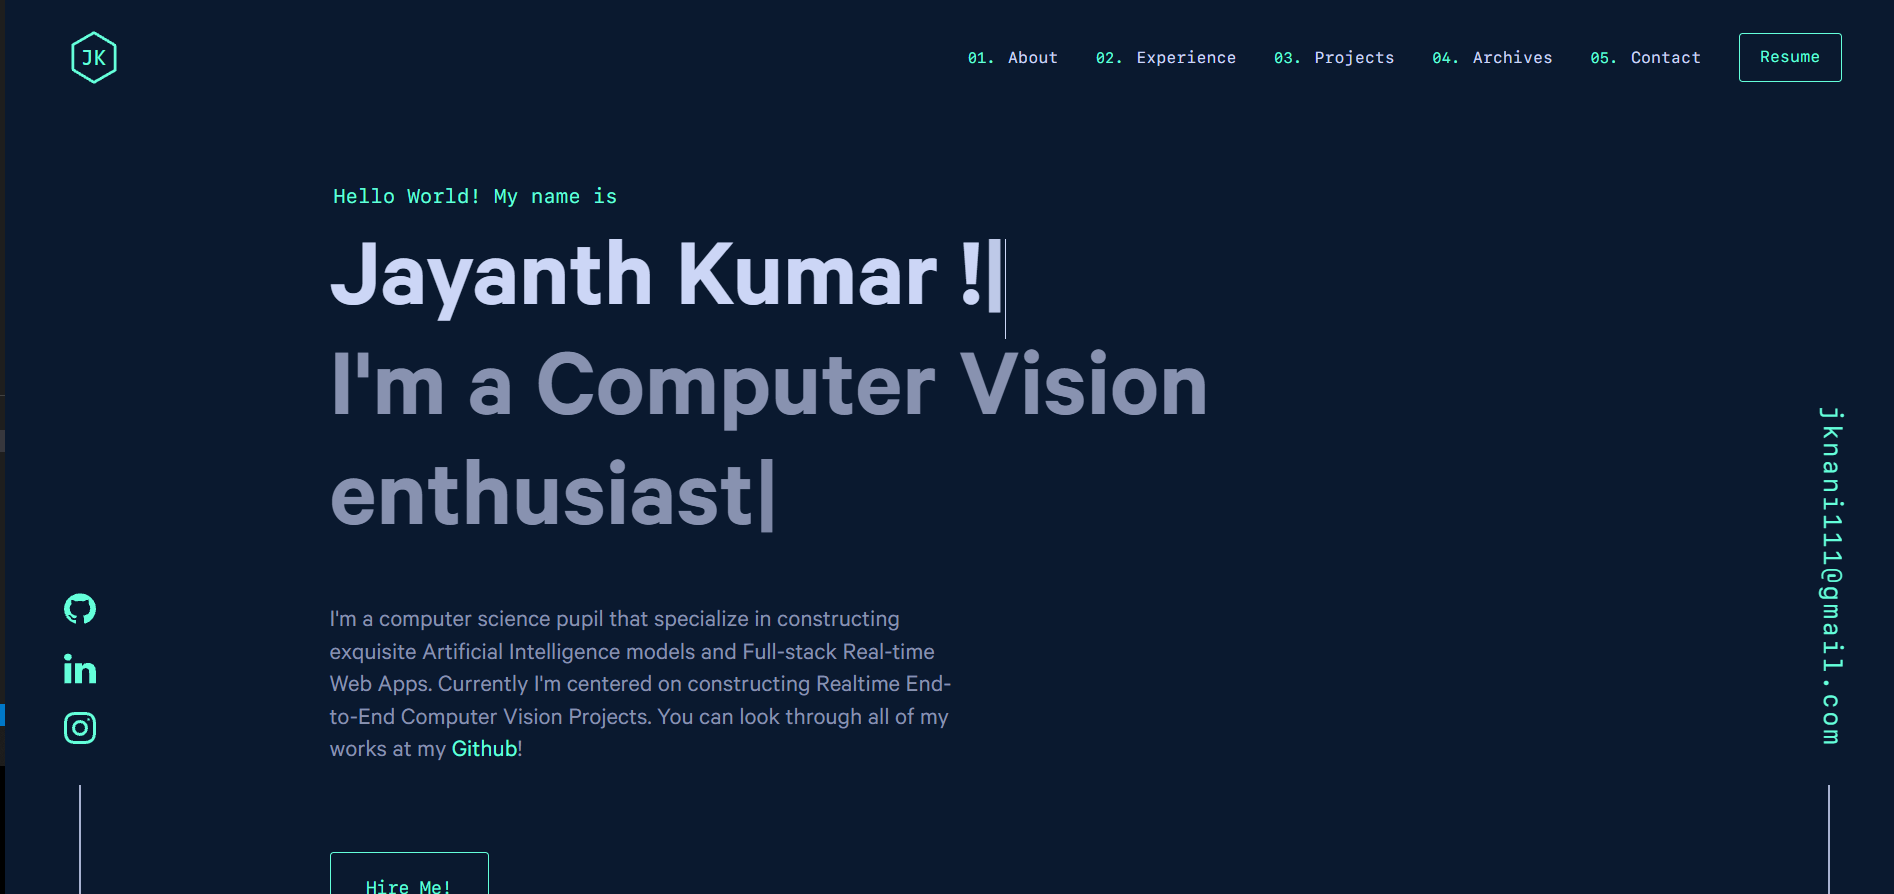 JK
01. About 02. Experience 03. Projects 04. Archives 05. Contact Resume
Hello World! My name is
Jayanth Kumar !|
I'm a Computer Vision
enthusiast|
I'm a computer science pupil that specialize in constructing
exquisite Artificial Intelligence models and Full-stack Real-time
Web Apps. Currently I'm centered on constructing Realtime End-
to-End Computer Vision Projects. You can look through all of my
works at my Github!
Hire Me!
jknani111@gmail.com